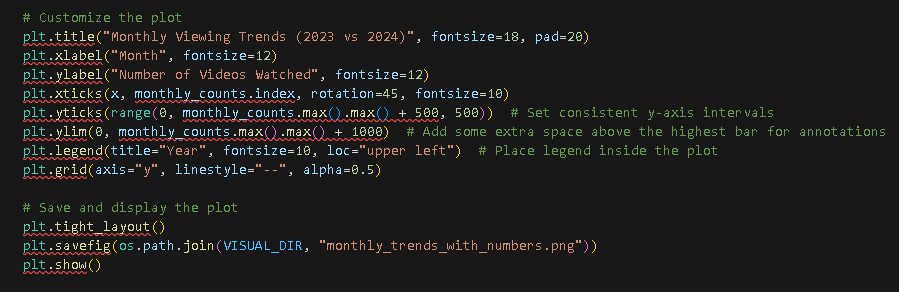 # Customize the plot
plt.title("Monthly Viewing Trends (2023 vs 2024)", fontsize=18, pad=20)
plt.xlabel("Month", fontsize=12)
plt.ylabel("Number of Videos Watched", fontsize=12)
plt.xticks(x, monthly_counts.index, rotation=45, fontsize=10)
plt.yticks(range(0, monthly_counts.max().max() + 500, 500))  # Set consistent y-axis intervals
plt.ylim(0, monthly_counts.max().max() + 1000)  # Add some extra space above the highest bar for annotations
plt.legend(title="Year", fontsize=10, loc="upper left")  # Place legend inside the plot
plt.grid(axis="y", linestyle="--", alpha=0.5)
# Save and display the plot
plt.tight_layout()
plt.savefig(os.path.join(VISUAL_DIR, "monthly_trends_with_numbers.png"))
plt.show()